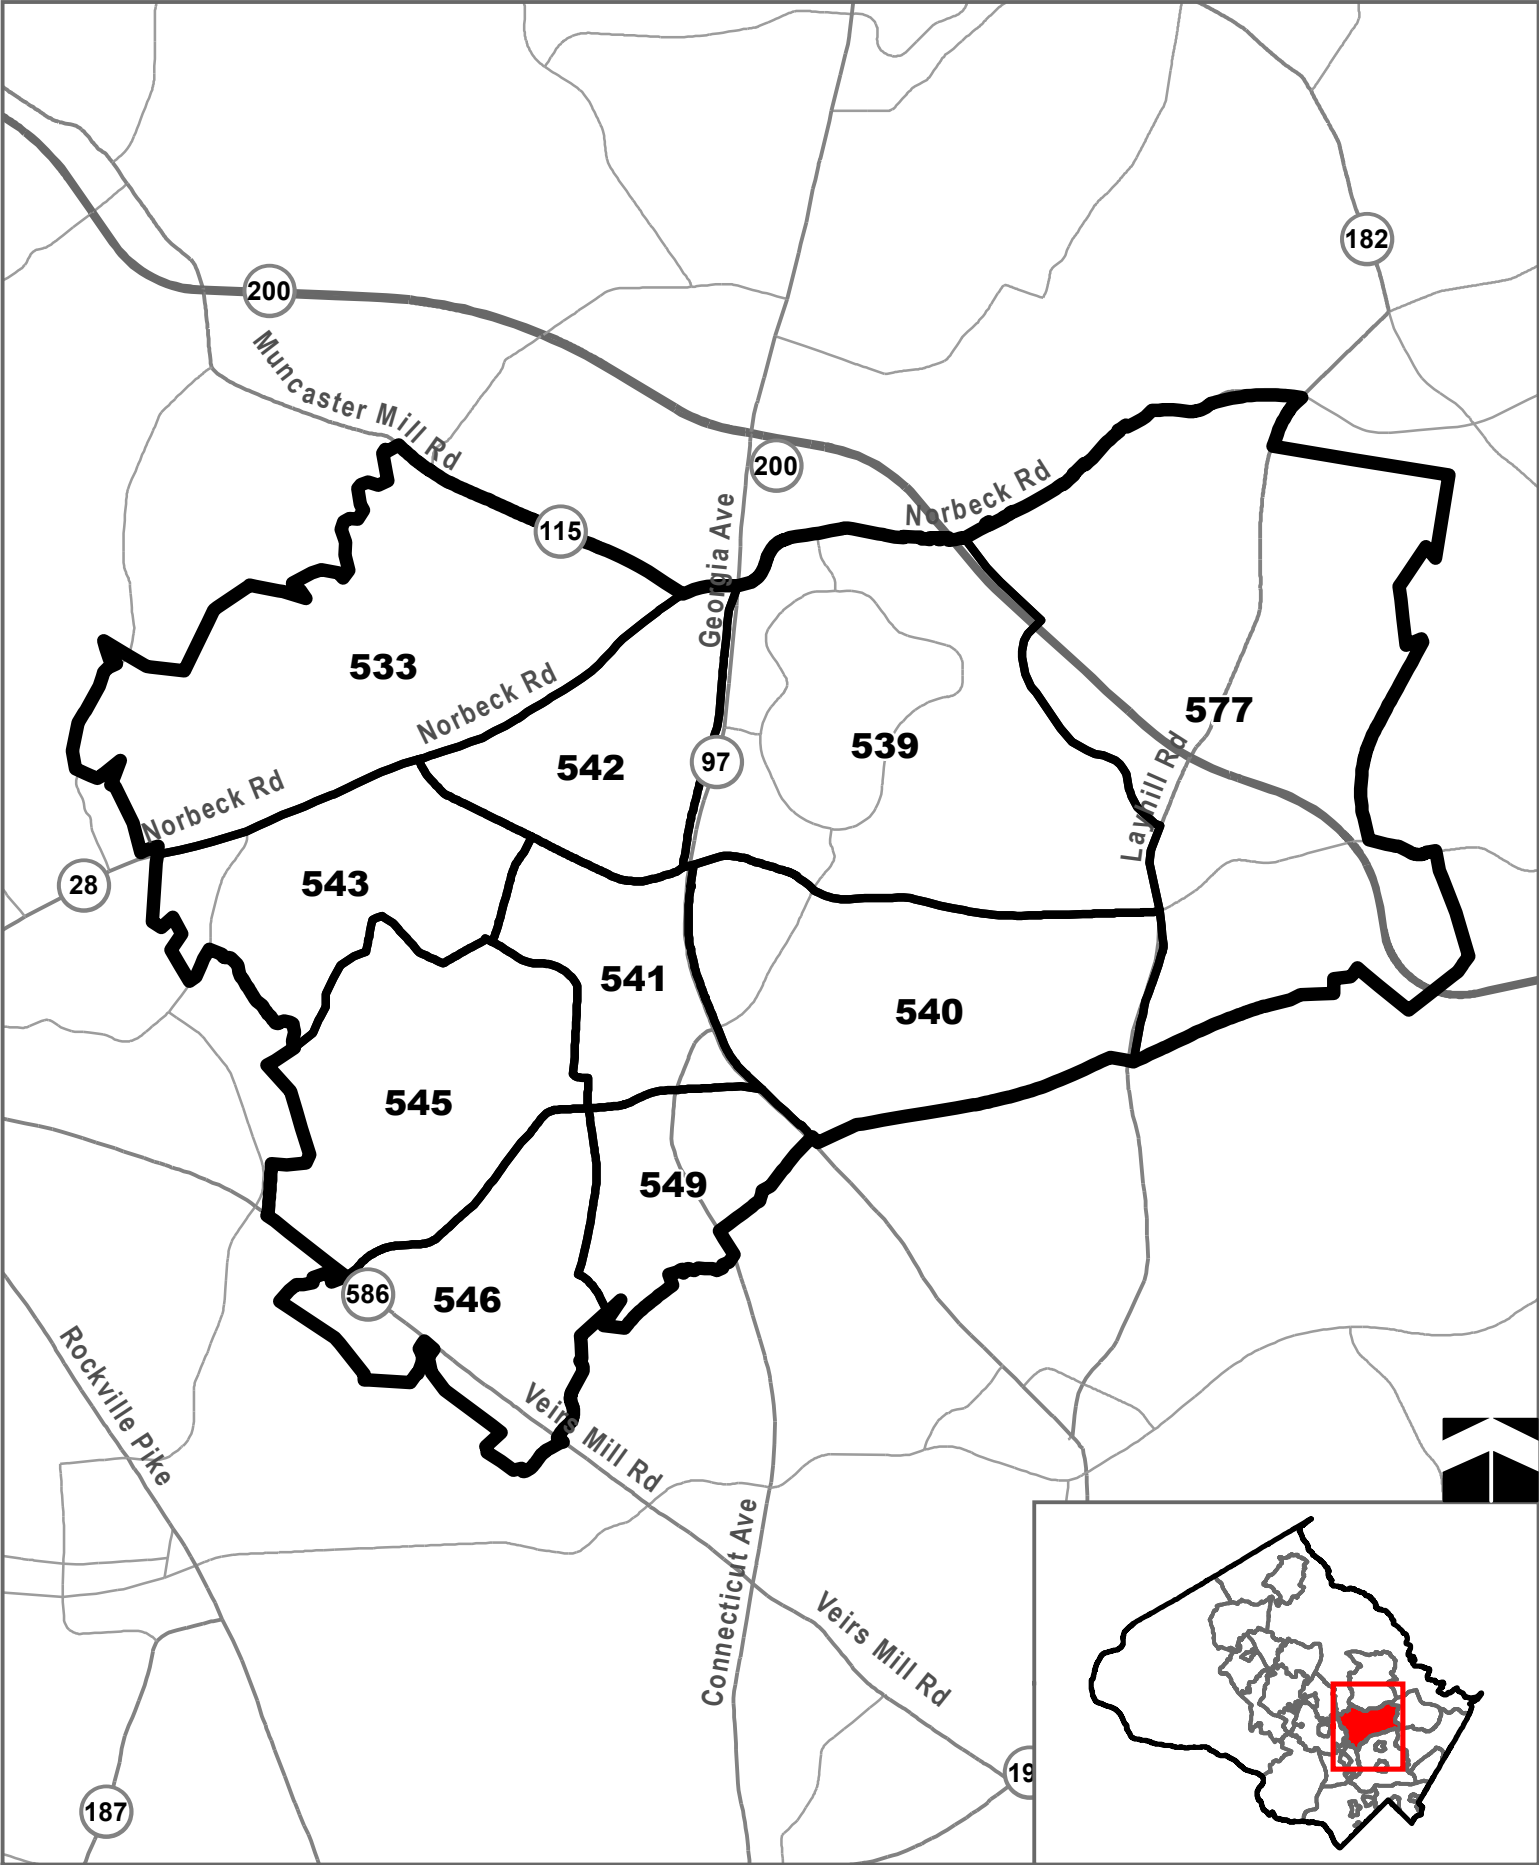 182
200
Muncaster Mill Rd
200
Norbeck Rd
115
Georgia Ave
533
Norbeck Rd
577
539
542
97
Layhill Rd
Norbeck Rd
28
543
541
540
545
549
586
546
Rockville Pike
Veirs Mill Rd
Connecticut Ave
Veirs Mill Rd
19
187